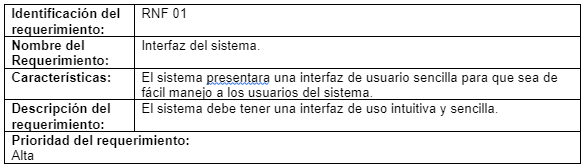 Identificación del requerimiento: RNF 01
Nombre del Requerimiento: Interfaz del sistema.
Características: El sistema presentara una interfaz de usuario sencilla para que sea de fácil manejo a los usuarios del sistema.
Descripción del requerimiento: El sistema debe tener una interfaz de uso intuitiva y sencilla.
Prioridad del requerimiento:
Alta